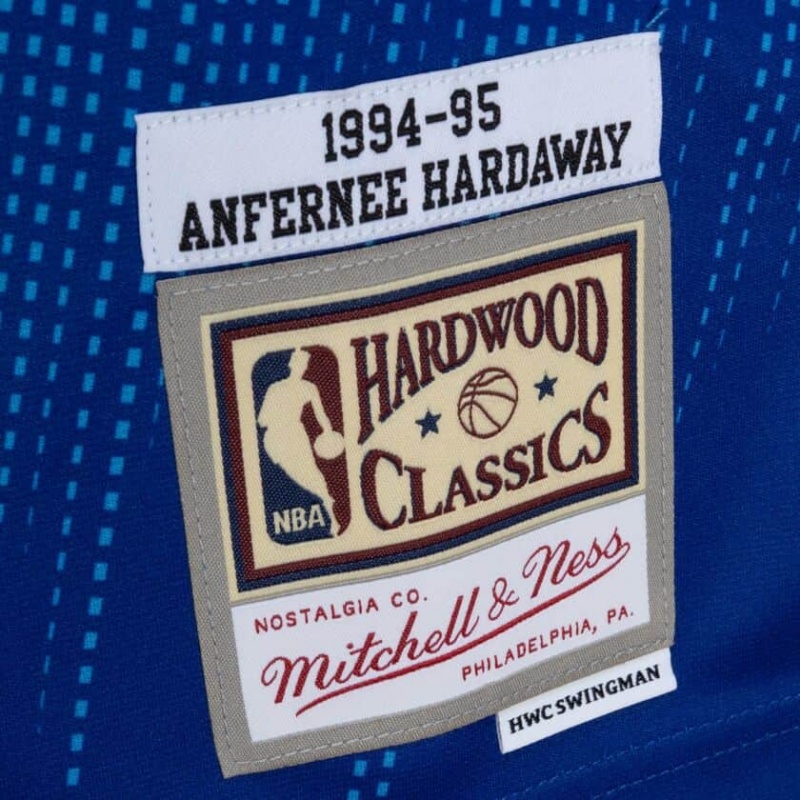 1994-95
ANFERNEE HARDAWAY
HARDWOOD
CLASSICS
NBA
NOSTALGIA CO.
Mitchell & Ness
PHILADELPHIA, PA.
HWC SWINGMAN